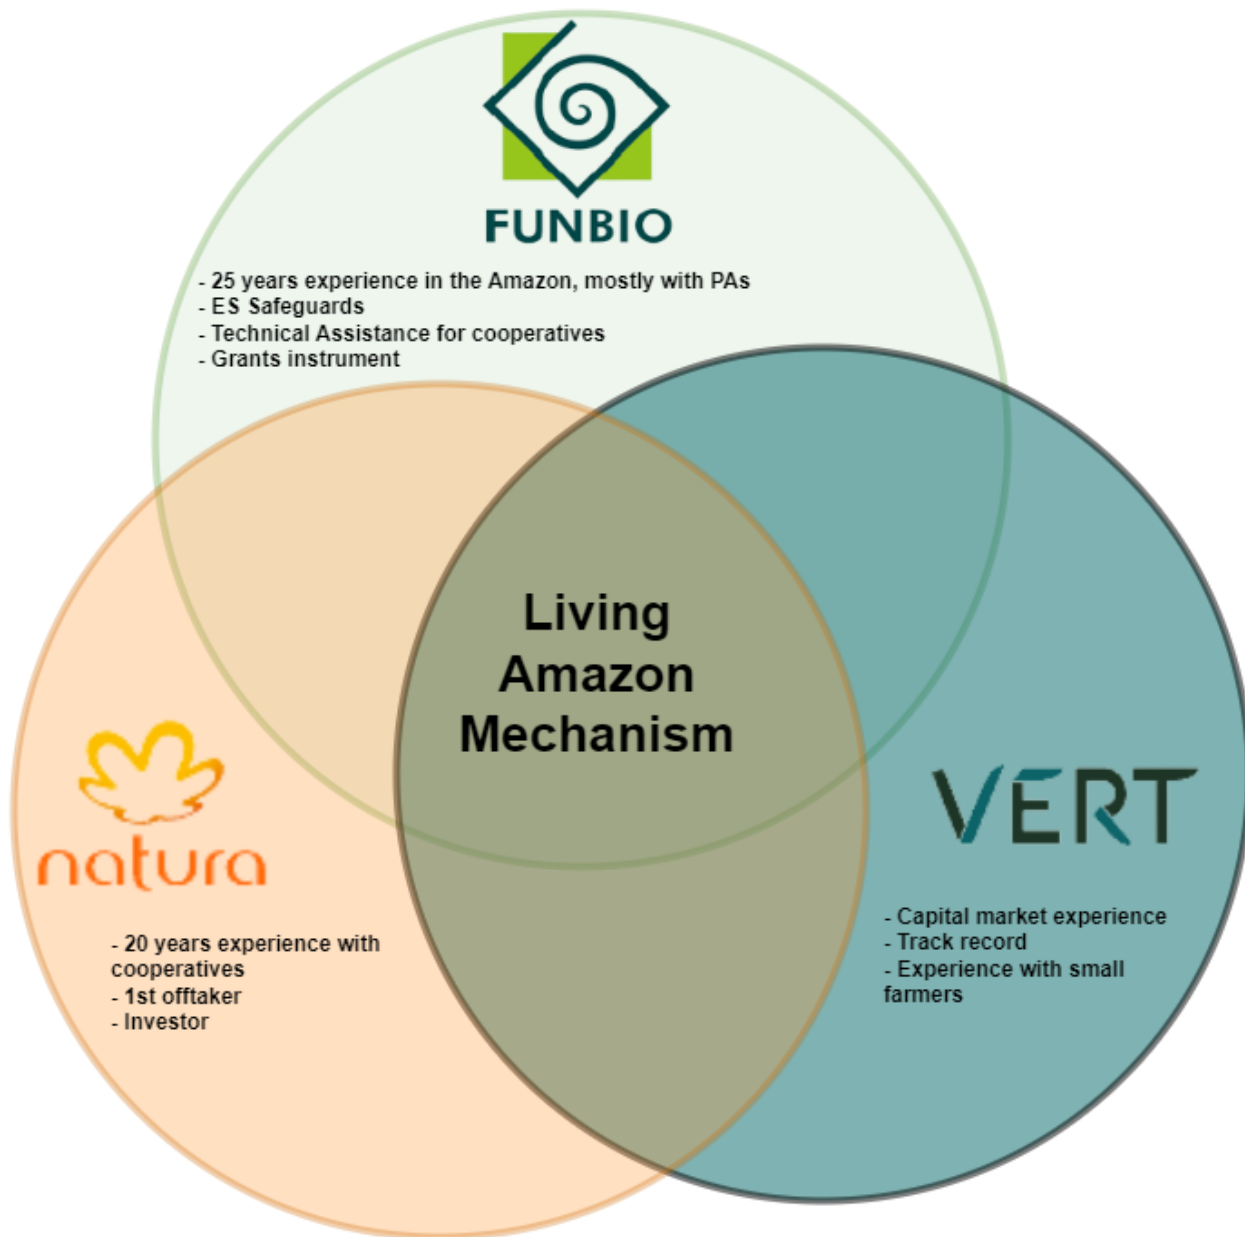 FUNBIO
- 25 years experience in the Amazon, mostly with PAs
- ES Safeguards
- Technical Assistance for cooperatives
- Grants instrument
Living
Amazon
Mechanism
natura
- 20 years experience with
cooperatives
- 1st offtaker
- Investor
VERT
- Capital market experience
- Track record
- Experience with small
farmers